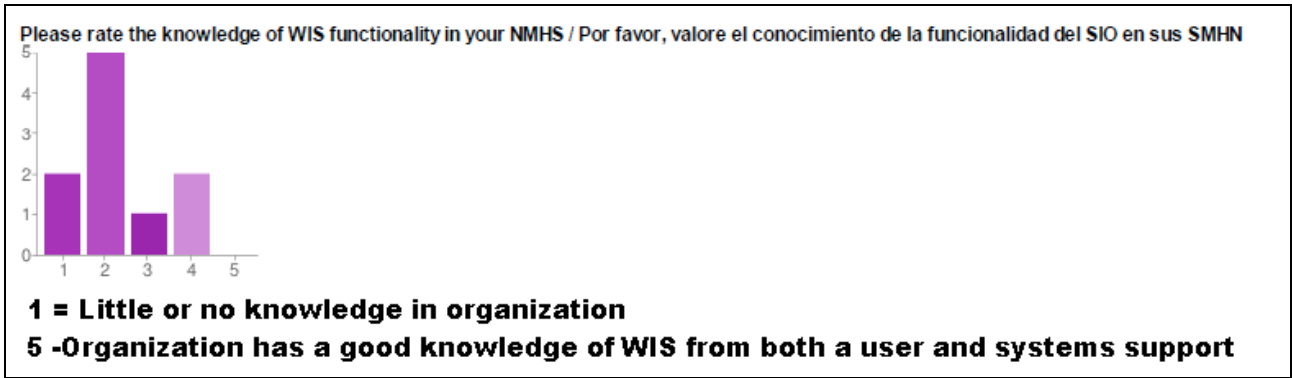 Please rate the knowledge of WIS functionality in your NMHS / Por favor, valore el conocimiento de la funcionalidad del SIO en sus SMHN
5
4
3
2
1
0
1 2 3 4 5
1 = Little or no knowledge in organization
5 -Organization has a good knowledge of WIS from both a user and systems support